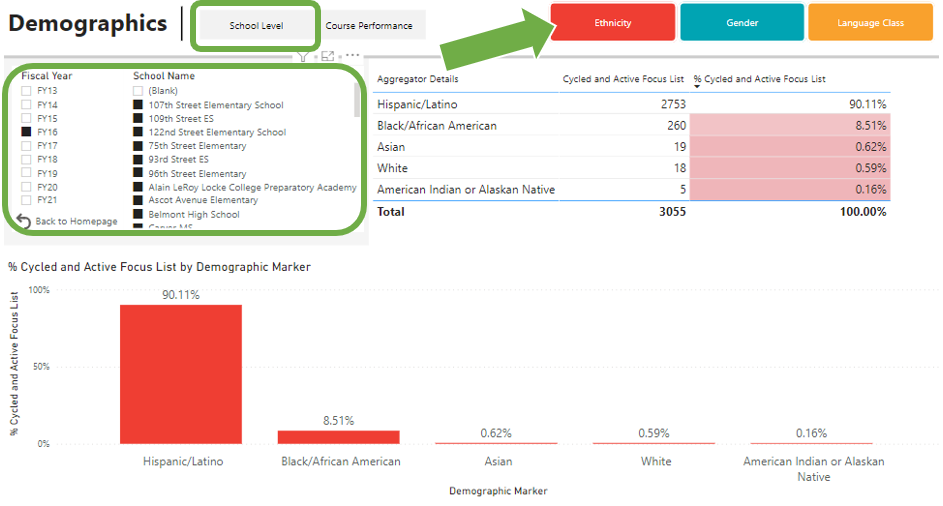 Demographics
School Level
Course Performance
Ethnicity
Gender
Language Class
Fiscal Year
FY13
FY14
FY15
FY16
FY17
FY18
FY19
FY20
FY21
Back to Homepage
School Name
(Blank)
107th Street Elementary School
109th Street ES
122nd Street Elementary School
75th Street Elementary
93rd Street ES
96th Street Elementary
Alain LeRoy Locke College Preparatory Academy
Ascot Avenue Elementary
Belmont High School
Carver MS
Aggregator Details Cycled and Active Focus List % Cycled and Active Focus List
Hispanic/Latino 2753 90.11%
Black/African American 260 8.51%
Asian 19 0.62%
White 18 0.59%
American Indian or Alaskan Native 5 0.16%
Total 3055 100.00%
% Cycled and Active Focus List by Demographic Marker
% Cycled and Active Focus List
100%
50%
0%
90.11%
8.51%
0.62%
0.59%
0.16%
Hispanic/Latino
Black/African American
Asian
White
American Indian or Alaskan
Native
Demographic Marker